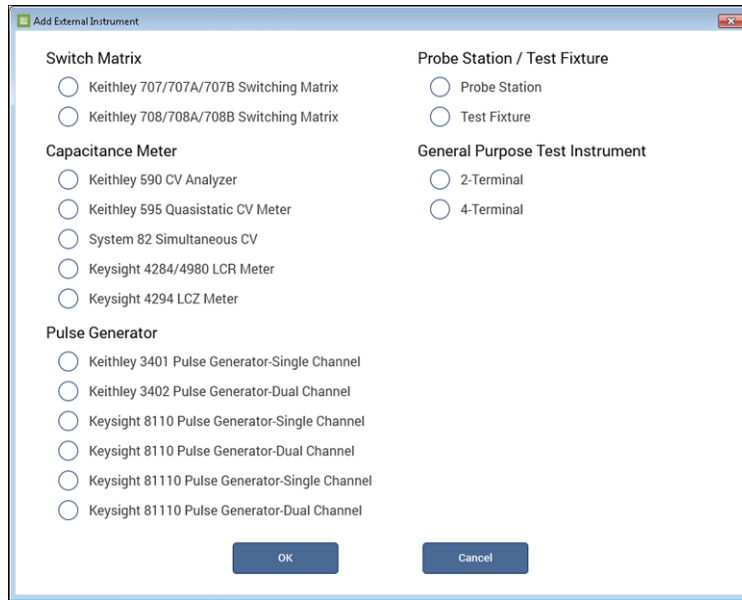 Add External Instrument
Switch Matrix
Keithley 707/707A/707B Switching Matrix
Keithley 708/708A/708B Switching Matrix
Capacitance Meter
Keithley 590 CV Analyzer
Keithley 595 Quasistatic CV Meter
System 82 Simultaneous CV
Keysight 4284/4980 LCR Meter
Keysight 4294 LCZ Meter
Pulse Generator
Keithley 3401 Pulse Generator-Single Channel
Keithley 3402 Pulse Generator-Dual Channel
Keysight 8110 Pulse Generator-Single Channel
Keysight 8110 Pulse Generator-Dual Channel
Keysight 81110 Pulse Generator-Single Channel
Keysight 81110 Pulse Generator-Dual Channel
Probe Station / Test Fixture
Probe Station
Test Fixture
General Purpose Test Instrument
2-Terminal
4-Terminal
OK
Cancel